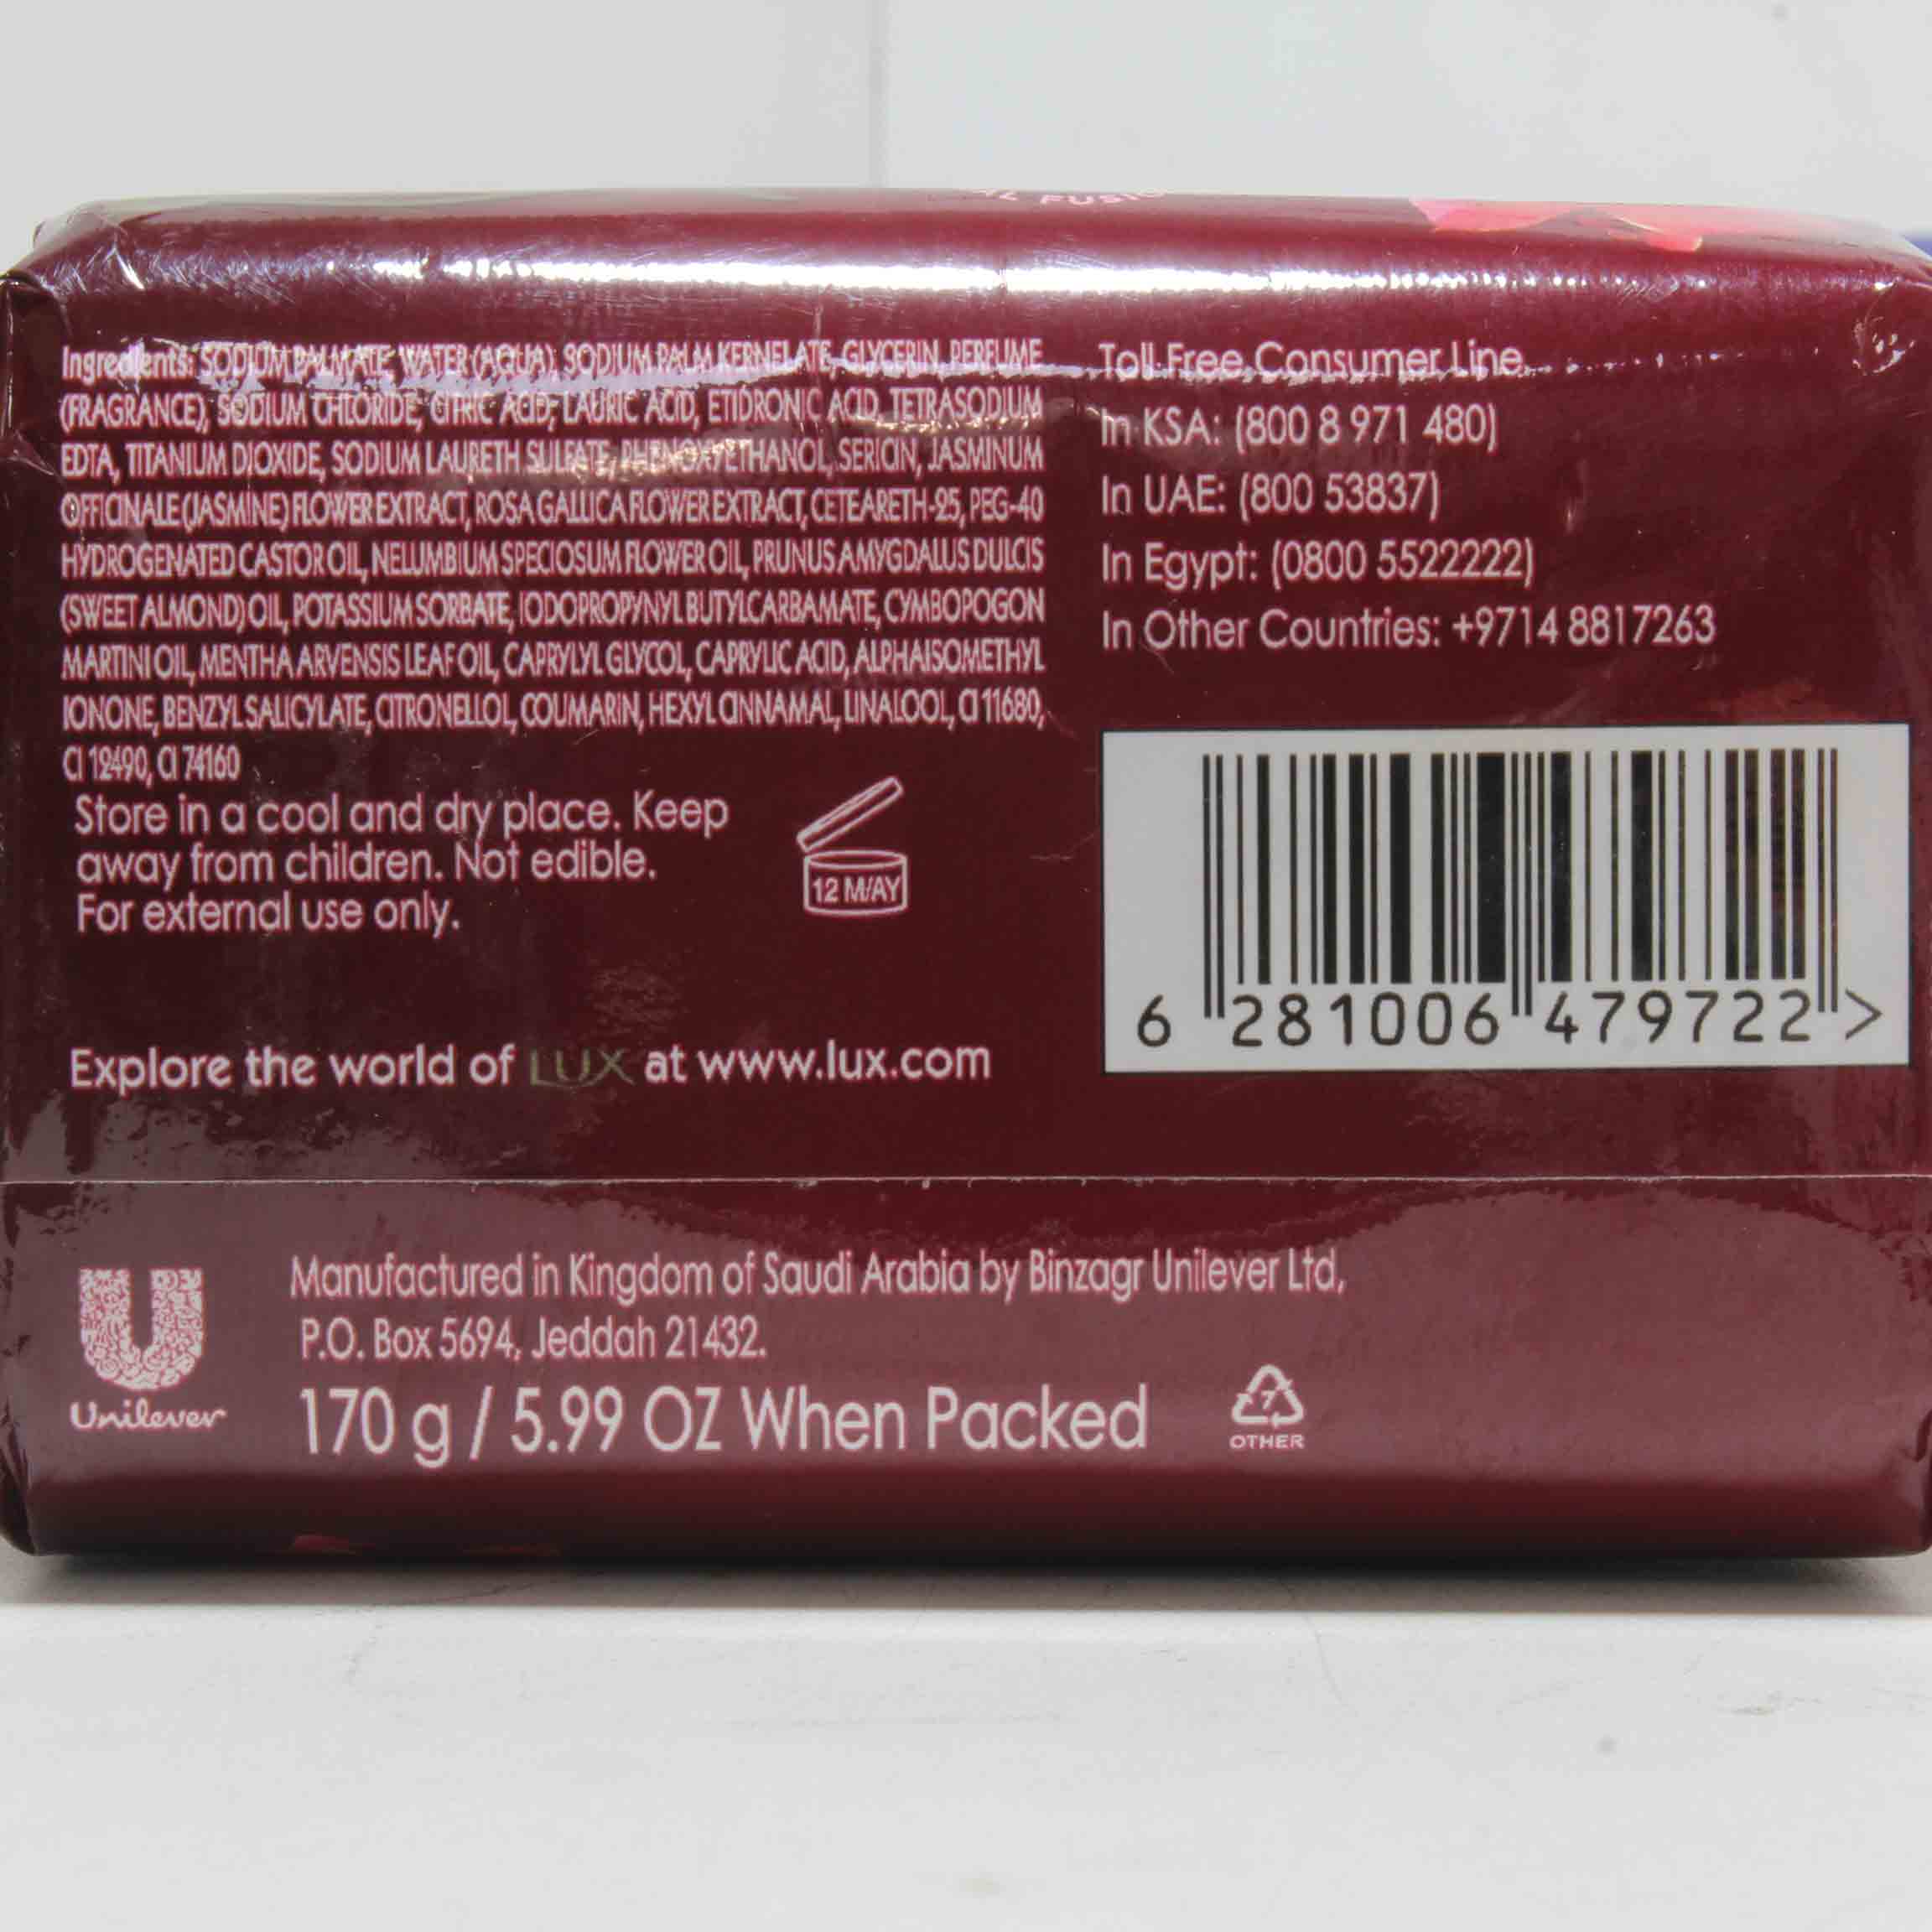 L FUSIO
Ingredients: SODIUM PALMATE, WATER (AQUA), SODIUM PALM KERNELATE, GLYCERIN, PERFUME
(FRAGRANCE), SODIUM CHLORIDE, CITRIC ACID, LAURIC ACID, ETIDRONIC ACID, TETRASODIUM
EDTA, TITANIUM DIOXIDE, SODIUM LAURETH SULFATE, PHENOXYETHANOL, SERICIN, JASMINUM
OFFICINALE (JASMINE) FLOWER EXTRACT, ROSA GALLICA FLOWER EXTRACT, CETEARETH-25, PEG-40
HYDROGENATED CASTOR OIL, NELUMBIUM SPECIOSUM FLOWER OIL, PRUNUS AMYGDALUS DULCIS
(SWEET ALMOND) OIL, POTASSIUM SORBATE, IODOPROPYNYL BUTYLCARBAMATE, CYMBOPOGON
MARTINI OIL, MENTHA ARVENSIS LEAF OIL, CAPRYLYL GLYCOL, CAPRYLIC ACID, ALPHAISOMETHYL
IONONE, BENZYL SALICYLATE, CITRONELLOL, COUMARIN, HEXYL CINNAMAL, LINALOOL, CI 11680,
CI 12490, CI 74160
Store in a cool and dry place. Keep
away from children. Not edible.
For external use only.
12 M/AY
Explore the world of LUX at www.lux.com
Toll Free Consumer Line
In KSA: (800 8 971 480)
In UAE: (800 53837)
In Egypt: (0800 5522222)
In Other Countries: +9714 8817263
6 281006 479722 >
Unilever
Manufactured in Kingdom of Saudi Arabia by Binzagr Unilever Ltd,
P.O. Box 5694, Jeddah 21432.
170 g / 5.99 OZ When Packed
7
OTHER